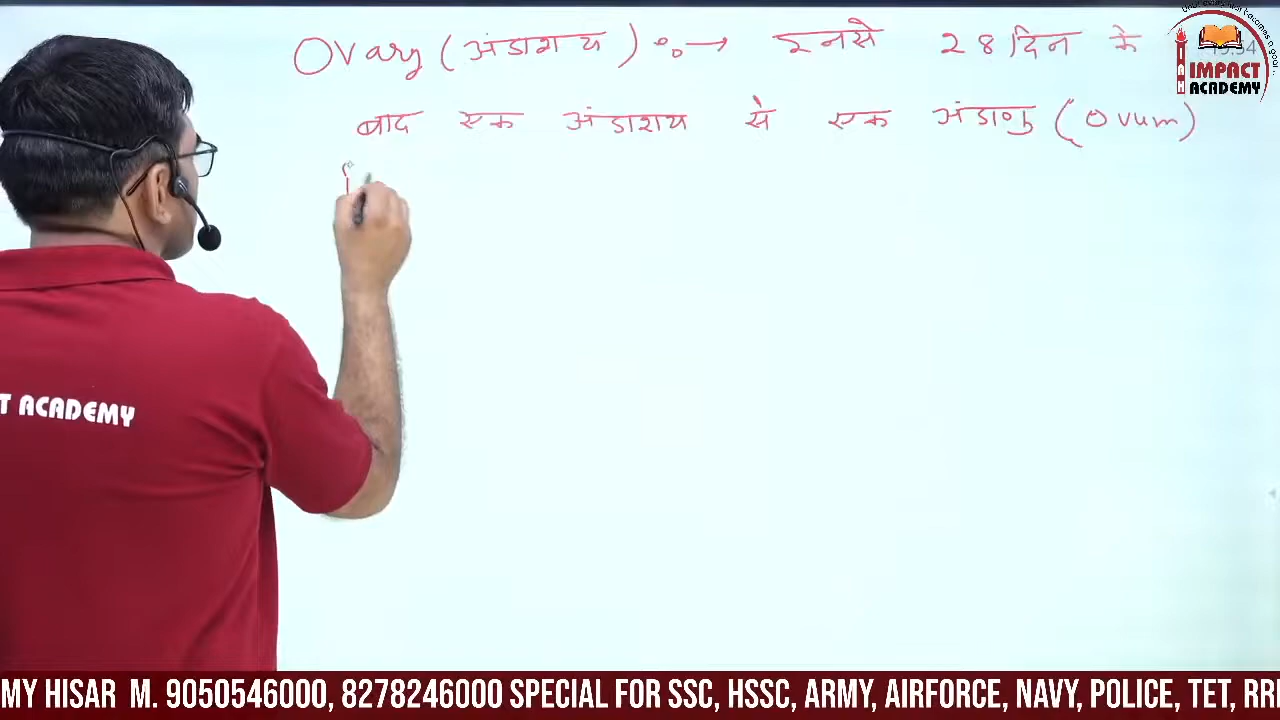 Ovary (अंडाशय) :→ इनसे 28 दिन के
बाद एक अंडाशय से एक अंडाणु (Ovum)
IMPACT
ACADEMY
T ACADEMY
MY HISAR M. 9050546000, 8278246000 SPECIAL FOR SSC, HSSC, ARMY, AIRFORCE, NAVY, POLICE, TET, RR